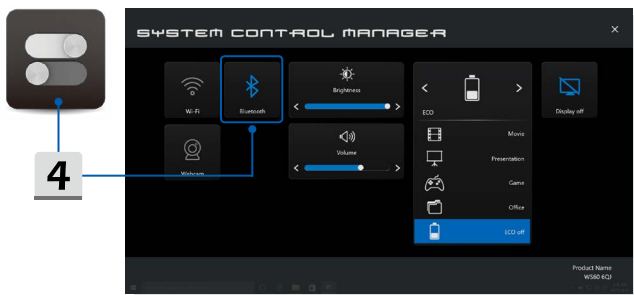 SYSTEM CONTROL MANAGER
Wi-Fi
Bluetooth
Brightness
ECO
Display off
Movie
Webcam
Volume
Presentation
Game
Office
ECO off
4
Product Name
WS60 6QJ